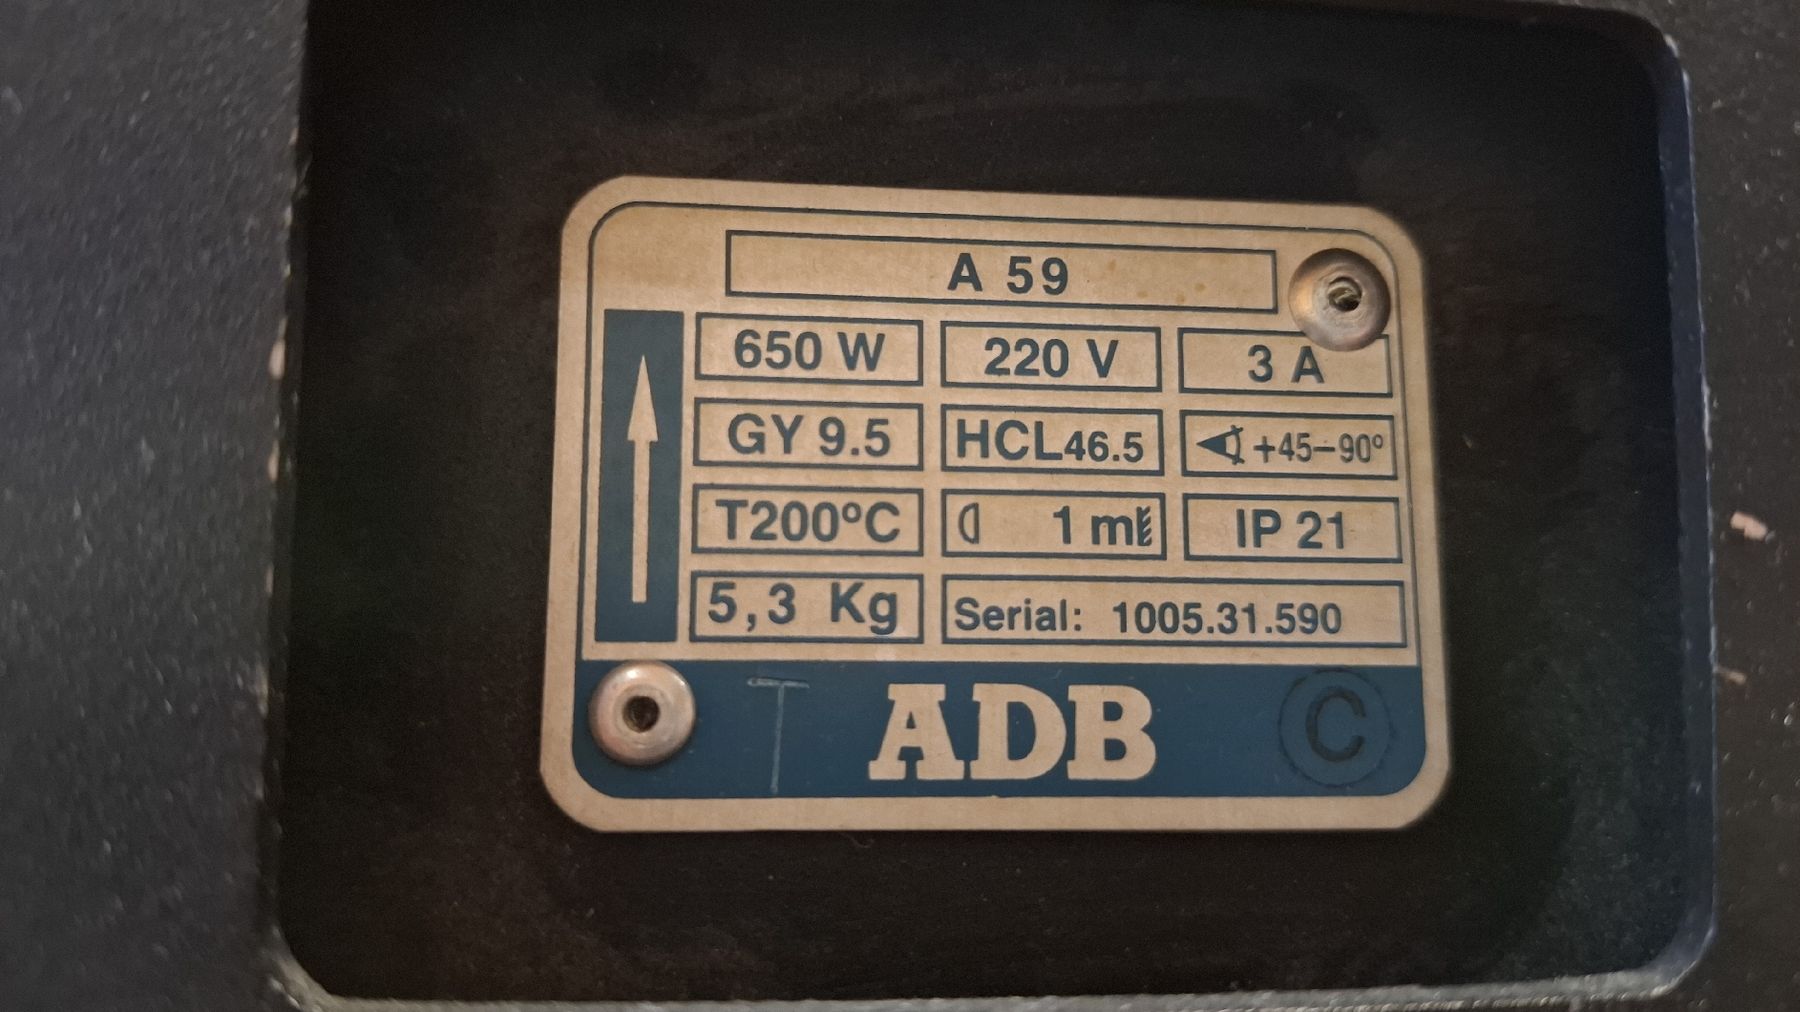 A 59
650 W 220 V 3 A
GY 9.5 HCL46.5 +45-90°
T200°C 1 m IP 21
5,3 Kg Serial: 1005.31.590
T ADB C